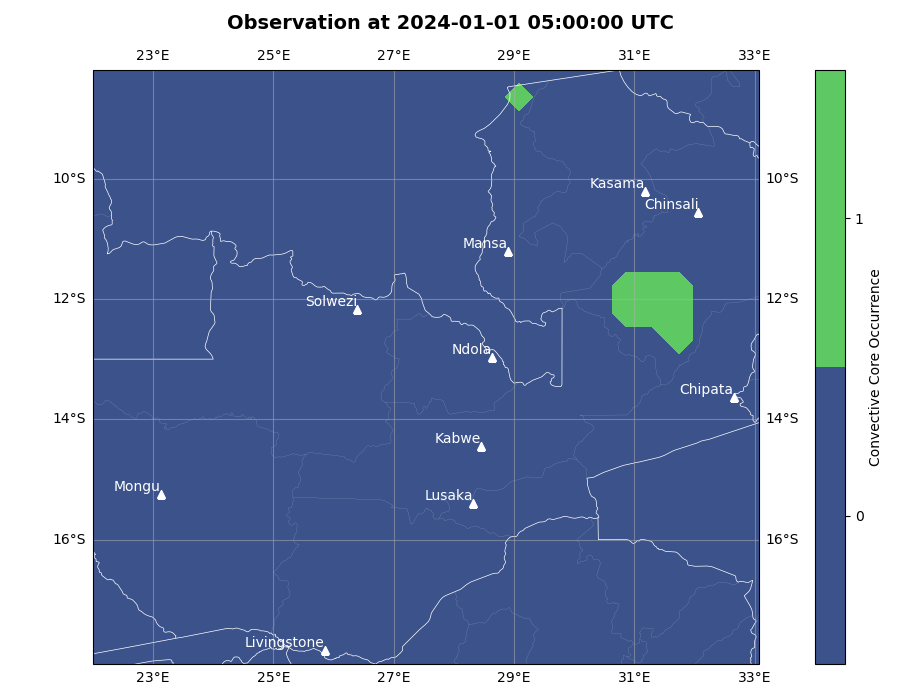 Observation at 2024-01-01 05:00:00 UTC
23°E 25°E 27°E 29°E 31°E 33°E
10°S 10°S
Kasama
Chinsali
1
Mansa
12°S 12°S
Solwezi
Ndola
Convective Core Occurrence
Chipata
14°S 14°S
Kabwe
Mongu
Lusaka
0
16°S 16°S
Livingstone
23°E 25°E 27°E 29°E 31°E 33°E